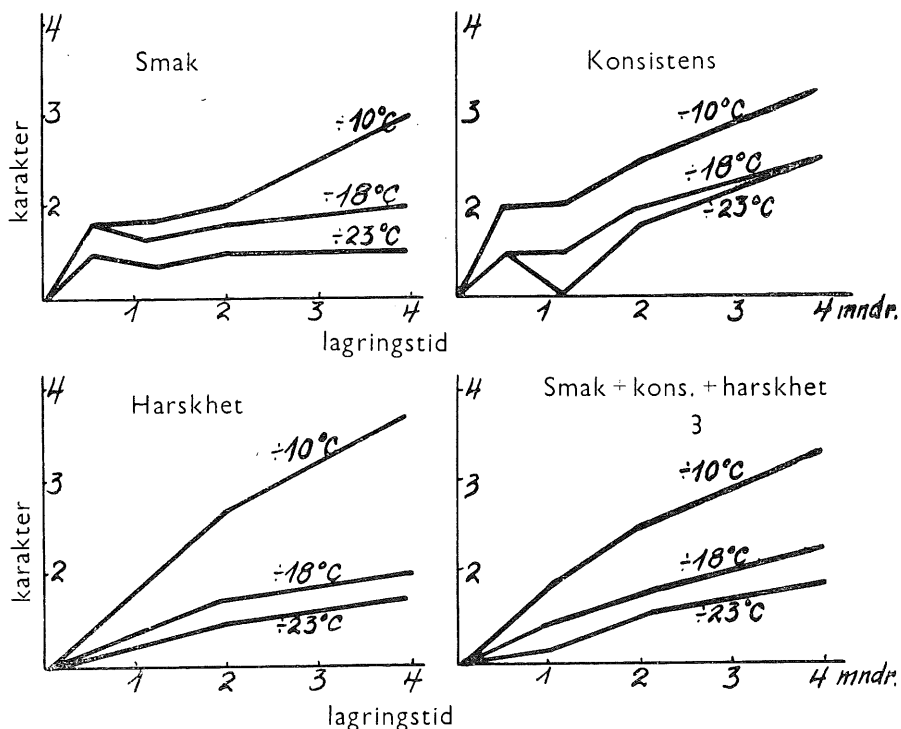 4
Smak
3
÷10°C
karakter
2
÷18°C
÷23°C
1 2 3 4
lagringstid
4
Konsistens
3
÷10°C
÷18°C
2
÷23°C
1 2 3 4 mndr.
4
Harskhet
÷10°C
3
karakter
2
÷18°C
÷23°C
1 2 3 4
lagringstid
4
Smak + kons. + harskhet
3
÷10°C
3
÷18°C
2
÷23°C
1 2 3 4 mndr.